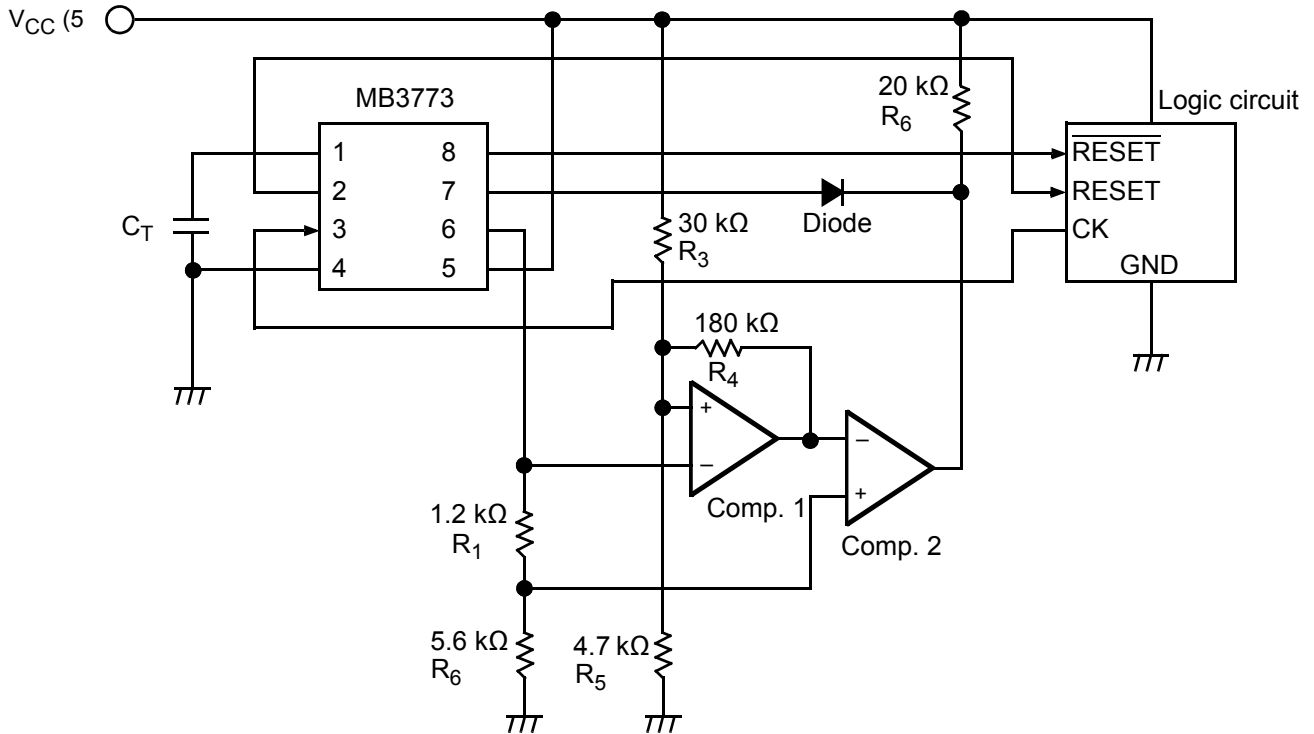 VCC (5
MB3773
1 8
2 7
3 6
4 5
CT
20 kΩ
R6
Logic circuit
RESET
RESET
CK
GND
Diode
30 kΩ
R3
180 kΩ
R4
+
–
Comp. 1
–
+
Comp. 2
1.2 kΩ
R1
5.6 kΩ
R6
4.7 kΩ
R5